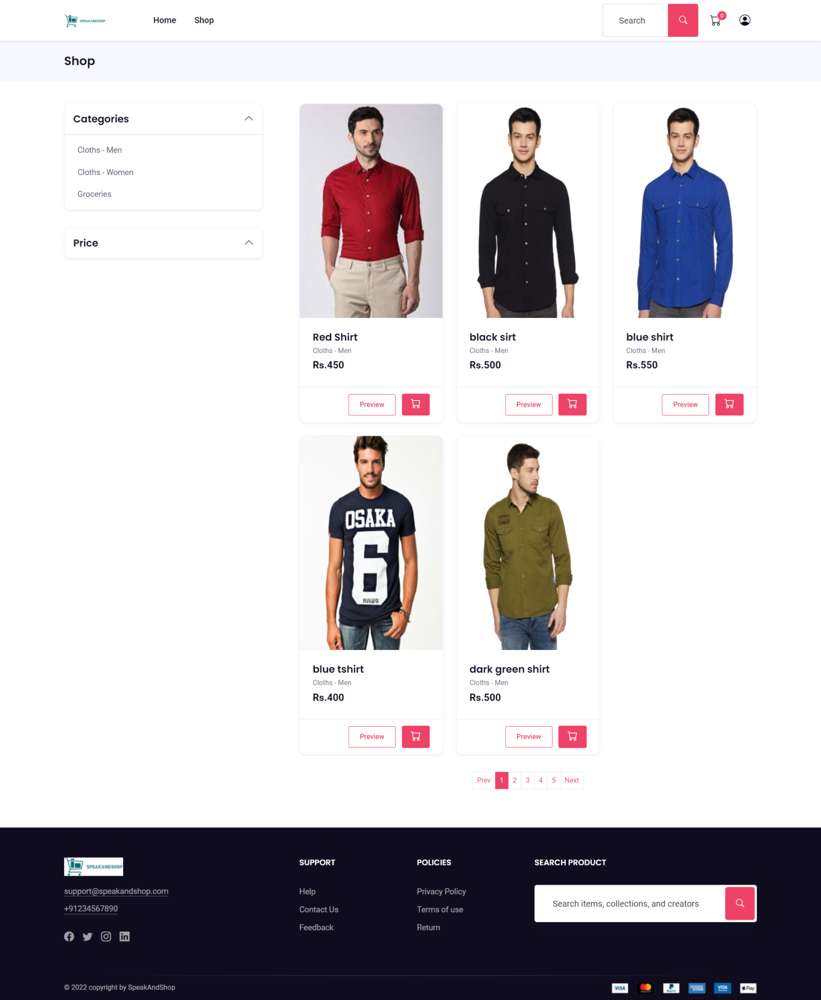 SPEAKANDSHOP
Home
Shop
Search
0
Shop
Categories
Cloths - Men
Cloths - Women
Groceries
Price
Red Shirt
Cloths - Men
Rs.450
Preview
black sirt
Cloths - Men
Rs.500
Preview
blue shirt
Cloths - Men
Rs.550
Preview
OSAKA
6
blue tshirt
Cloths - Men
Rs.400
Preview
dark green shirt
Cloths - Men
Rs.500
Preview
Prev 1 2 3 4 5 Next
SPEAKANDSHOP
support@speakandshop.com
+91234567890
SUPPORT
Help
Contact Us
Feedback
POLICIES
Privacy Policy
Terms of use
Return
SEARCH PRODUCT
Search items, collections, and creators
© 2022 copyright by SpeakAndShop
VISA
PayPal
VISA
Pay